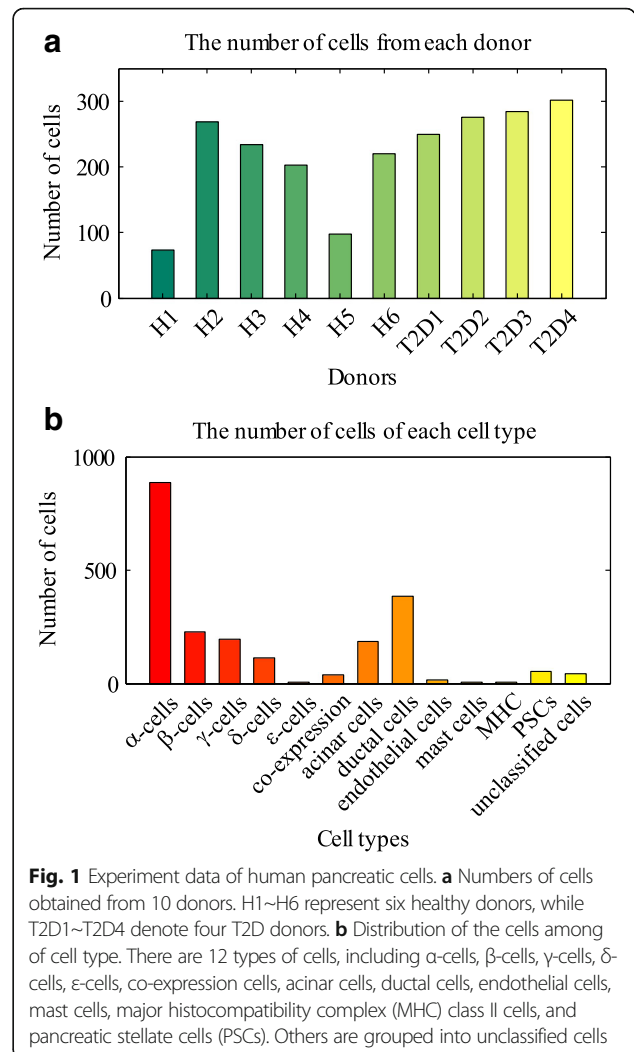 a
The number of cells from each donor
Number of cells
300
200
100
0
H1
H2
H3
H4
H5
H6
T2D1
T2D2
T2D3
T2D4
Donors
b
The number of cells of each cell type
Number of cells
1000
500
0
α-cells
β-cells
γ-cells
δ-cells
ε-cells
co-expression
acinar cells
ductal cells
endothelial cells
mast cells
MHC
PSCs
unclassified cells
Cell types
Fig. 1 Experiment data of human pancreatic cells. a Numbers of cells
obtained from 10 donors. H1~H6 represent six healthy donors, while
T2D1~T2D4 denote four T2D donors. b Distribution of the cells among
of cell type. There are 12 types of cells, including α-cells, β-cells, γ-cells, δ-
cells, ε-cells, co-expression cells, acinar cells, ductal cells, endothelial cells,
mast cells, major histocompatibility complex (MHC) class II cells, and
pancreatic stellate cells (PSCs). Others are grouped into unclassified cells